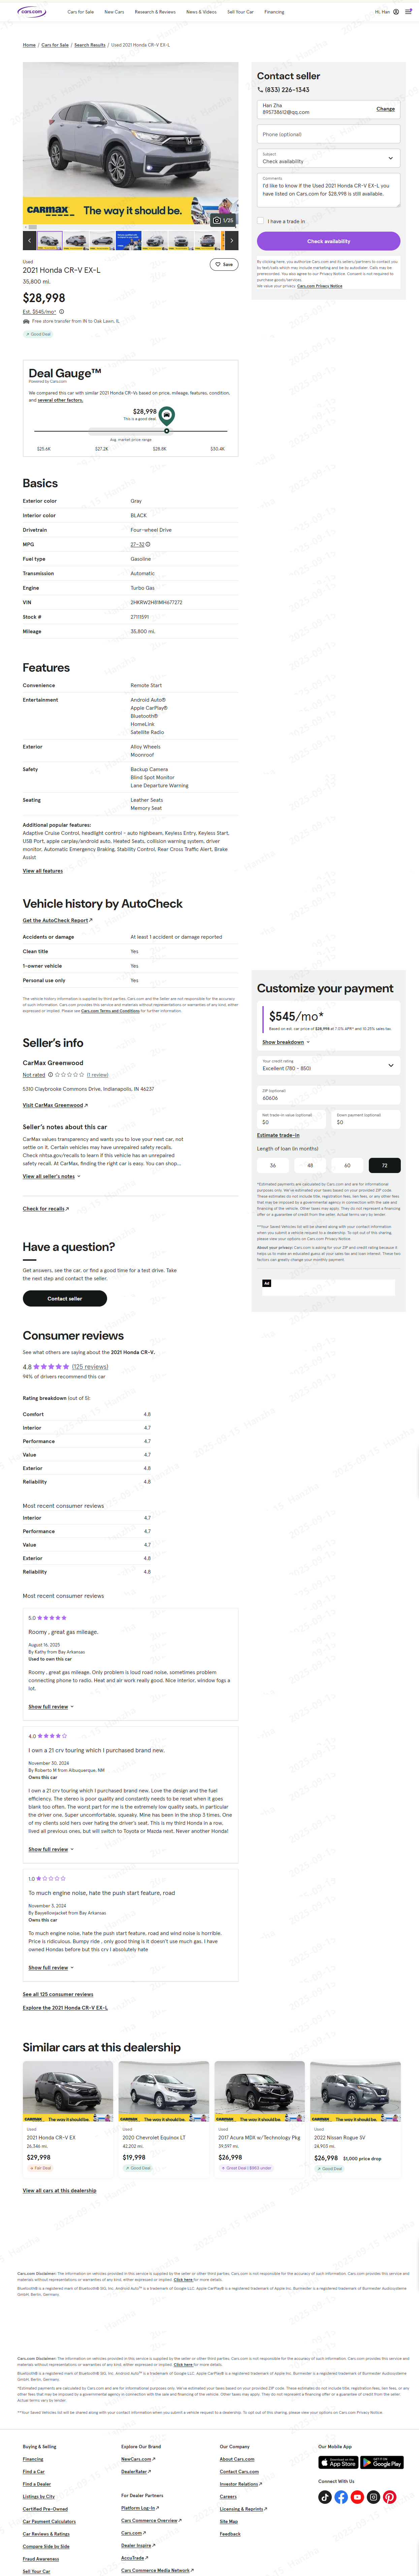 cars.com
Cars for Sale
New Cars
Research & Reviews
News & Videos
Sell Your Car
Financing
Hi, Han
Home / Cars for Sale / Search Results / Used 2021 Honda CR-V EX-L
CARMAX The way it should be.
1/25
Used
Save
2021 Honda CR-V EX-L
35,800 mi.
$28,998
Est. $545/mo*
Free store transfer from IN to Oak Lawn, IL
Good Deal
Deal Gauge™
Powered by Cars.com
We compared this car with similar 2021 Honda CR-Vs based on price, mileage, features, condition, and several other factors.
$28,998
This is a good deal
Avg. market price range
$25.6K
$27.2K
$28.8K
$30.4K
Basics
Exterior color Gray
Interior color BLACK
Drivetrain Four-wheel Drive
MPG 27–32
Fuel type Gasoline
Transmission Automatic
Engine Turbo Gas
VIN 2HKRW2H81MH677272
Stock # 27111591
Mileage 35,800 mi.
Features
Convenience Remote Start
Entertainment Android Auto®
Apple CarPlay®
Bluetooth®
HomeLink
Satellite Radio
Exterior Alloy Wheels
Moonroof
Safety Backup Camera
Blind Spot Monitor
Lane Departure Warning
Seating Leather Seats
Memory Seat
Additional popular features:
Adaptive Cruise Control, headlight control - auto highbeam, Keyless Entry, Keyless Start,
USB Port, apple carplay/android auto, Heated Seats, collision warning system, driver
monitor, Automatic Emergency Braking, Stability Control, Rear Cross Traffic Alert, Brake
Assist
View all features
Vehicle history by AutoCheck
Get the AutoCheck Report
Accidents or damage At least 1 accident or damage reported
Clean title Yes
1-owner vehicle Yes
Personal use only Yes
The vehicle history information is supplied by third parties. Cars.com and the Seller are not responsible for the accuracy
of such information. Cars.com provides this service and materials without representations or warranties of any kind, either
expressed or implied. Please see Cars.com Terms and Conditions for further information.
Seller's info
CarMax Greenwood
Not rated (1 review)
5310 Claybrooke Commons Drive, Indianapolis, IN 46237
Visit CarMax Greenwood
Seller's notes about this car
CarMax values transparency and wants you to love your next car, not
settle on it. Certain vehicles may have unrepaired safety recalls.
Check nhtsa.gov/recalls to learn if this vehicle has an unrepaired
safety recall. At CarMax, finding the right car is easy. You can shop...
View all seller's notes
Check for recalls
Have a question?
Get answers, see the car, or find a good time for a test drive. Take
the next step and contact the seller.
Contact seller
Consumer reviews
See what others are saying about the 2021 Honda CR-V.
4.8 (125 reviews)
94% of drivers recommend this car
Rating breakdown (out of 5):
Comfort 4.8
Interior 4.7
Performance 4.7
Value 4.7
Exterior 4.8
Reliability 4.8
Most recent consumer reviews
Interior 4.7
Performance 4.7
Value 4.7
Exterior 4.8
Reliability 4.8
Most recent consumer reviews
5.0
Roomy , great gas mileage.
August 16, 2025
By Kathy from Bay Arkansas
Used to own this car
Roomy , great gas mileage. Only problem is loud road noise, sometimes problem
connecting phone to radio. Heat and air work really good. Nice interior, window fogs a
lot.
Show full review
4.0
I own a 21 crv touring which I purchased brand new.
November 30, 2024
By Roberto M from Albuquerque, NM
Owns this car
I own a 21 crv touring which I purchased brand new. Love the design and the fuel
efficiency. The stereo is poor quality and constantly needs to be reset when it goes
blank too often. The worst part for me is the extremely low quality seats, in particular
the driver one. Super uncomfortable, squeaky. Mine has been in the shop 3 times. One
of my clients sold hers over hating the driver's seat. This is my third Honda in a row,
lived all previous ones, but will switch to Toyota or Mazda next. Never another Honda!
Show full review
1.0
To much engine noise, hate the push start feature, road
November 3, 2024
By Bayyellowjacket from Bay Arkansas
Owns this car
To much engine noise, hate the push start feature, road and wind noise is horrible.
Price is ridiculous. Bumpy ride , only good thing is it doesn't use much gas. I have
owned Hondas before but this crv i absolutely hate
Show full review
See all 125 consumer reviews
Explore the 2021 Honda CR-V EX-L
Similar cars at this dealership
Used
2021 Honda CR-V EX
26,346 mi.
$29,998
Fair Deal
Used
2020 Chevrolet Equinox LT
42,202 mi.
$19,998
Good Deal
Used
2017 Acura MDX w/Technology Pkg
39,597 mi.
$26,998
Great Deal | $863 under
Used
2022 Nissan Rogue SV
24,903 mi.
$26,998 $1,000 price drop
Good Deal
View all cars at this dealership
Contact seller
(833) 226-1343
Han Zha
895738612@qq.com
Change
Phone (optional)
Subject
Check availability
Comments
I'd like to know if the Used 2021 Honda CR-V EX-L you
have listed on Cars.com for $28,998 is still available.
I have a trade in
Check availability
By clicking here, you authorize Cars.com and its sellers/partners to contact you
by texts/calls which may include marketing and be by autodialer. Calls may be
prerecorded. You also agree to our Privacy Notice. Consent is not required to
purchase goods/services.
We value your privacy. Cars.com Privacy Notice
Customize your payment
$545/mo*
Based on est. car price of $28,998 at 7.0% APR* and 10.25% sales tax.
Show breakdown
Your credit rating
Excellent (780 - 850)
ZIP (optional)
60606
Net trade-in value (optional)
$0
Down payment (optional)
$0
Estimate trade-in
Length of loan (in months)
36
48
60
72
*Estimated payments are calculated by Cars.com and are for informational
purposes only. We've estimated your taxes based on your provided ZIP code.
These estimates do not include title, registration fees, lien fees, or any other fees
that may be imposed by a governmental agency in connection with the sale and
financing of the vehicle. Other taxes may apply. They do not represent a financing
offer or a guarantee of credit from the seller. Actual terms vary by lender.
**Your Saved Vehicles list will be shared along with contact information
when you submit a vehicle request to a dealership. To opt out of this sharing,
please view your options on Cars.com Privacy Notice.
About your privacy: Cars.com is asking for your ZIP and credit rating because it
helps us to make an educated guess at your sales tax and loan interest. These two
factors can greatly change your monthly payment.
Ad
Cars.com Disclaimer: The information on vehicles provided in this service is supplied by the seller or other third parties; Cars.com is not responsible for the accuracy of such information. Cars.com provides this service and
materials without representations or warranties of any kind, either expressed or implied. Click here for more details.
Bluetooth® is a registered mark of Bluetooth® SIG, Inc. Android Auto™ is a trademark of Google LLC. Apple CarPlay® is a registered trademark of Apple Inc. Burmester is a registered trademark of Burmester Audiosysteme
GmbH, Berlin, Germany.
Cars.com Disclaimer: The information on vehicles provided in this service is supplied by the seller or other third parties; Cars.com is not responsible for the accuracy of such information. Cars.com provides this service and
materials without representations or warranties of any kind, either expressed or implied. Click here for more details.
Bluetooth® is a registered mark of Bluetooth® SIG, Inc. Android Auto™ is a trademark of Google LLC. Apple CarPlay® is a registered trademark of Apple Inc. Burmester is a registered trademark of Burmester Audiosysteme
GmbH, Berlin, Germany.
*Estimated payments are calculated by Cars.com and are for informational purposes only. We've estimated your taxes based on your provided ZIP code. These estimates do not include title, registration fees, lien fees, or any
other fees that may be imposed by a governmental agency in connection with the sale and financing of the vehicle. Other taxes may apply. They do not represent a financing offer or a guarantee of credit from the seller.
Actual terms vary by lender.
**Your Saved Vehicles list will be shared along with contact information when you submit a vehicle request to a dealership. To opt out of this sharing, please view your options on Cars.com Privacy Notice.
Buying & Selling
Financing
Find a Car
Find a Dealer
Listings by City
Certified Pre-Owned
Car Payment Calculators
Car Reviews & Ratings
Compare Side by Side
Fraud Awareness
Sell Your Car
Explore Our Brand
NewCars.com
DealerRater
For Dealer Partners
Platform Log-In
Cars Commerce Overview
Cars.com
Dealer Inspire
AccuTrade
Cars Commerce Media Network
Our Company
About Cars.com
Contact Cars.com
Investor Relations
Careers
Licensing & Reprints
Site Map
Feedback
Our Mobile App
Download on the App Store
GET IT ON Google Play
Connect With Us